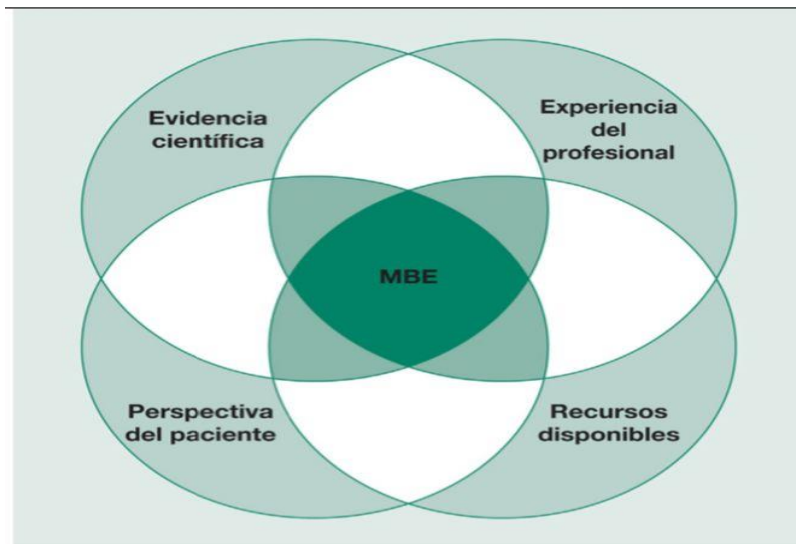 Evidencia
científica
Experiencia
del
profesional
MBE
Perspectiva
del paciente
Recursos
disponibles